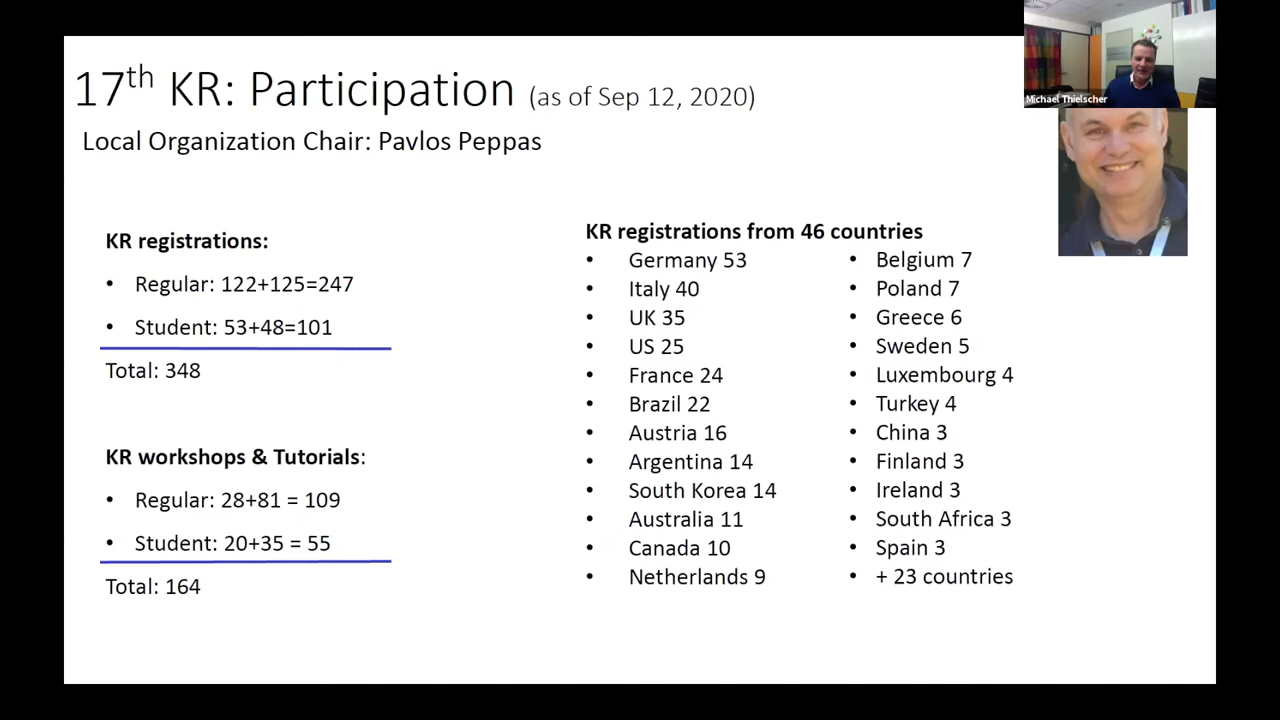 17th KR: Participation (as of Sep 12, 2020)
Local Organization Chair: Pavlos Peppas
Michael Thielscher
KR registrations:
• Regular: 122+125=247
• Student: 53+48=101
Total: 348
KR workshops & Tutorials:
• Regular: 28+81 = 109
• Student: 20+35 = 55
Total: 164
KR registrations from 46 countries
• Germany 53
• Italy 40
• UK 35
• US 25
• France 24
• Brazil 22
• Austria 16
• Argentina 14
• South Korea 14
• Australia 11
• Canada 10
• Netherlands 9
• Belgium 7
• Poland 7
• Greece 6
• Sweden 5
• Luxembourg 4
• Turkey 4
• China 3
• Finland 3
• Ireland 3
• South Africa 3
• Spain 3
• + 23 countries